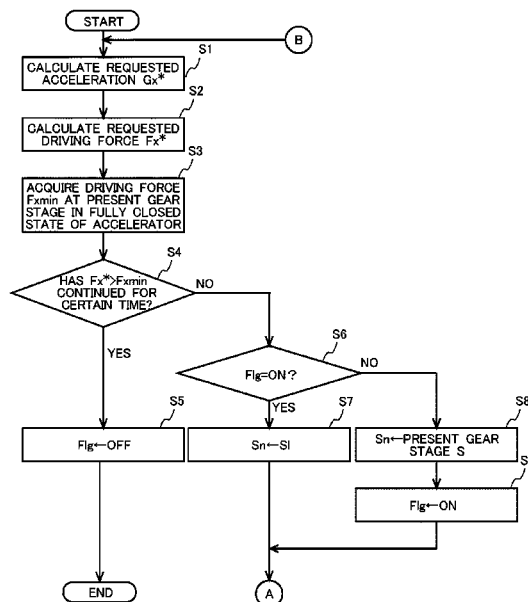 START
B
S1
CALCULATE REQUESTED
ACCELERATION Gx*
S2
CALCULATE REQUESTED
DRIVING FORCE Fx*
S3
ACQUIRE DRIVING FORCE
Fxmin AT PRESENT GEAR
STAGE IN FULLY CLOSED
STATE OF ACCELERATOR
S4
HAS Fx*>Fxmin
CONTINUED FOR
CERTAIN TIME?
NO
YES
S6
Flg=ON?
NO
YES
S5
Flg←OFF
S7
Sn←SI
S8
Sn←PRESENT GEAR
STAGE S
S
Flg←ON
END
A